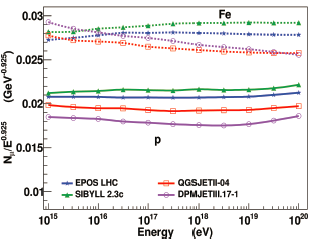 Fe
0.03
0.025
0.02
0.015
0.01
Nμ/E^0.925 (GeV^-0.925)
p
EPOS LHC
QGSJETII-04
SIBYLL 2.3c
DPMJETIII.17-1
10^15 10^16 10^17 10^18 10^19 10^20
Energy (eV)